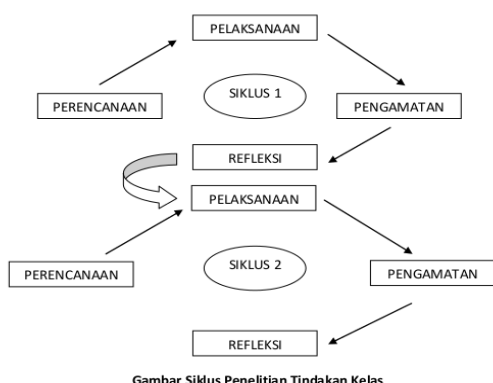 PELAKSANAAN
PERENCANAAN
SIKLUS 1
PENGAMATAN
REFLEKSI
PELAKSANAAN
PERENCANAAN
SIKLUS 2
PENGAMATAN
REFLEKSI
Gambar Siklus Penelitian Tindakan Kelas